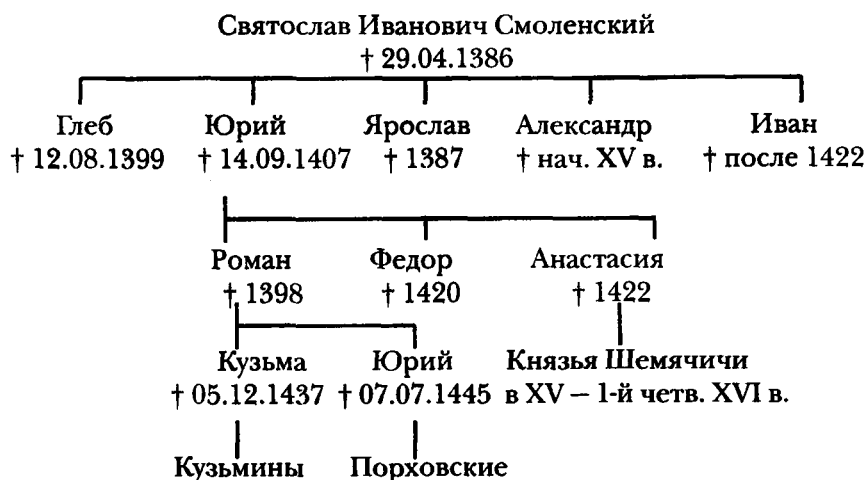 Святослав Иванович Смоленский
† 29.04.1386
Глеб Юрий Ярослав Александр Иван
† 12.08.1399 † 14.09.1407 † 1387 † нач. XV в. † после 1422
Роман Федор Анастасия
† 1398 † 1420 † 1422
Кузьма Юрий Князья Шемячичи
† 05.12.1437 † 07.07.1445 в XV – 1-й четв. XVI в.
Кузьмины Порховские